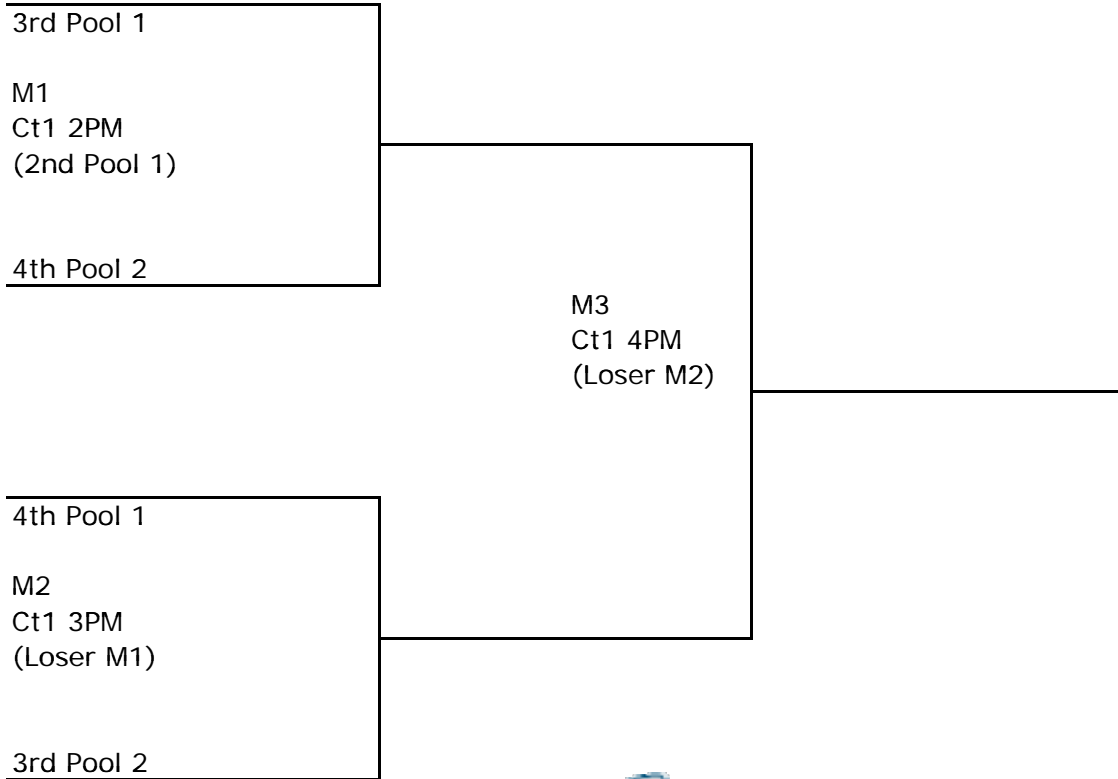 3rd Pool 1
M1
Ct1 2PM
(2nd Pool 1)
4th Pool 2
M3
Ct1 4PM
(Loser M2)
4th Pool 1
M2
Ct1 3PM
(Loser M1)
3rd Pool 2